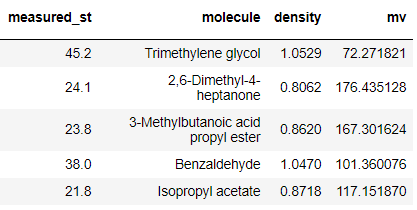 measured_st molecule density mv
45.2 Trimethylene glycol 1.0529 72.271821
24.1 2,6-Dimethyl-4-heptanone 0.8062 176.435128
23.8 3-Methylbutanoic acid propyl ester 0.8620 167.301624
38.0 Benzaldehyde 1.0470 101.360076
21.8 Isopropyl acetate 0.8718 117.151870